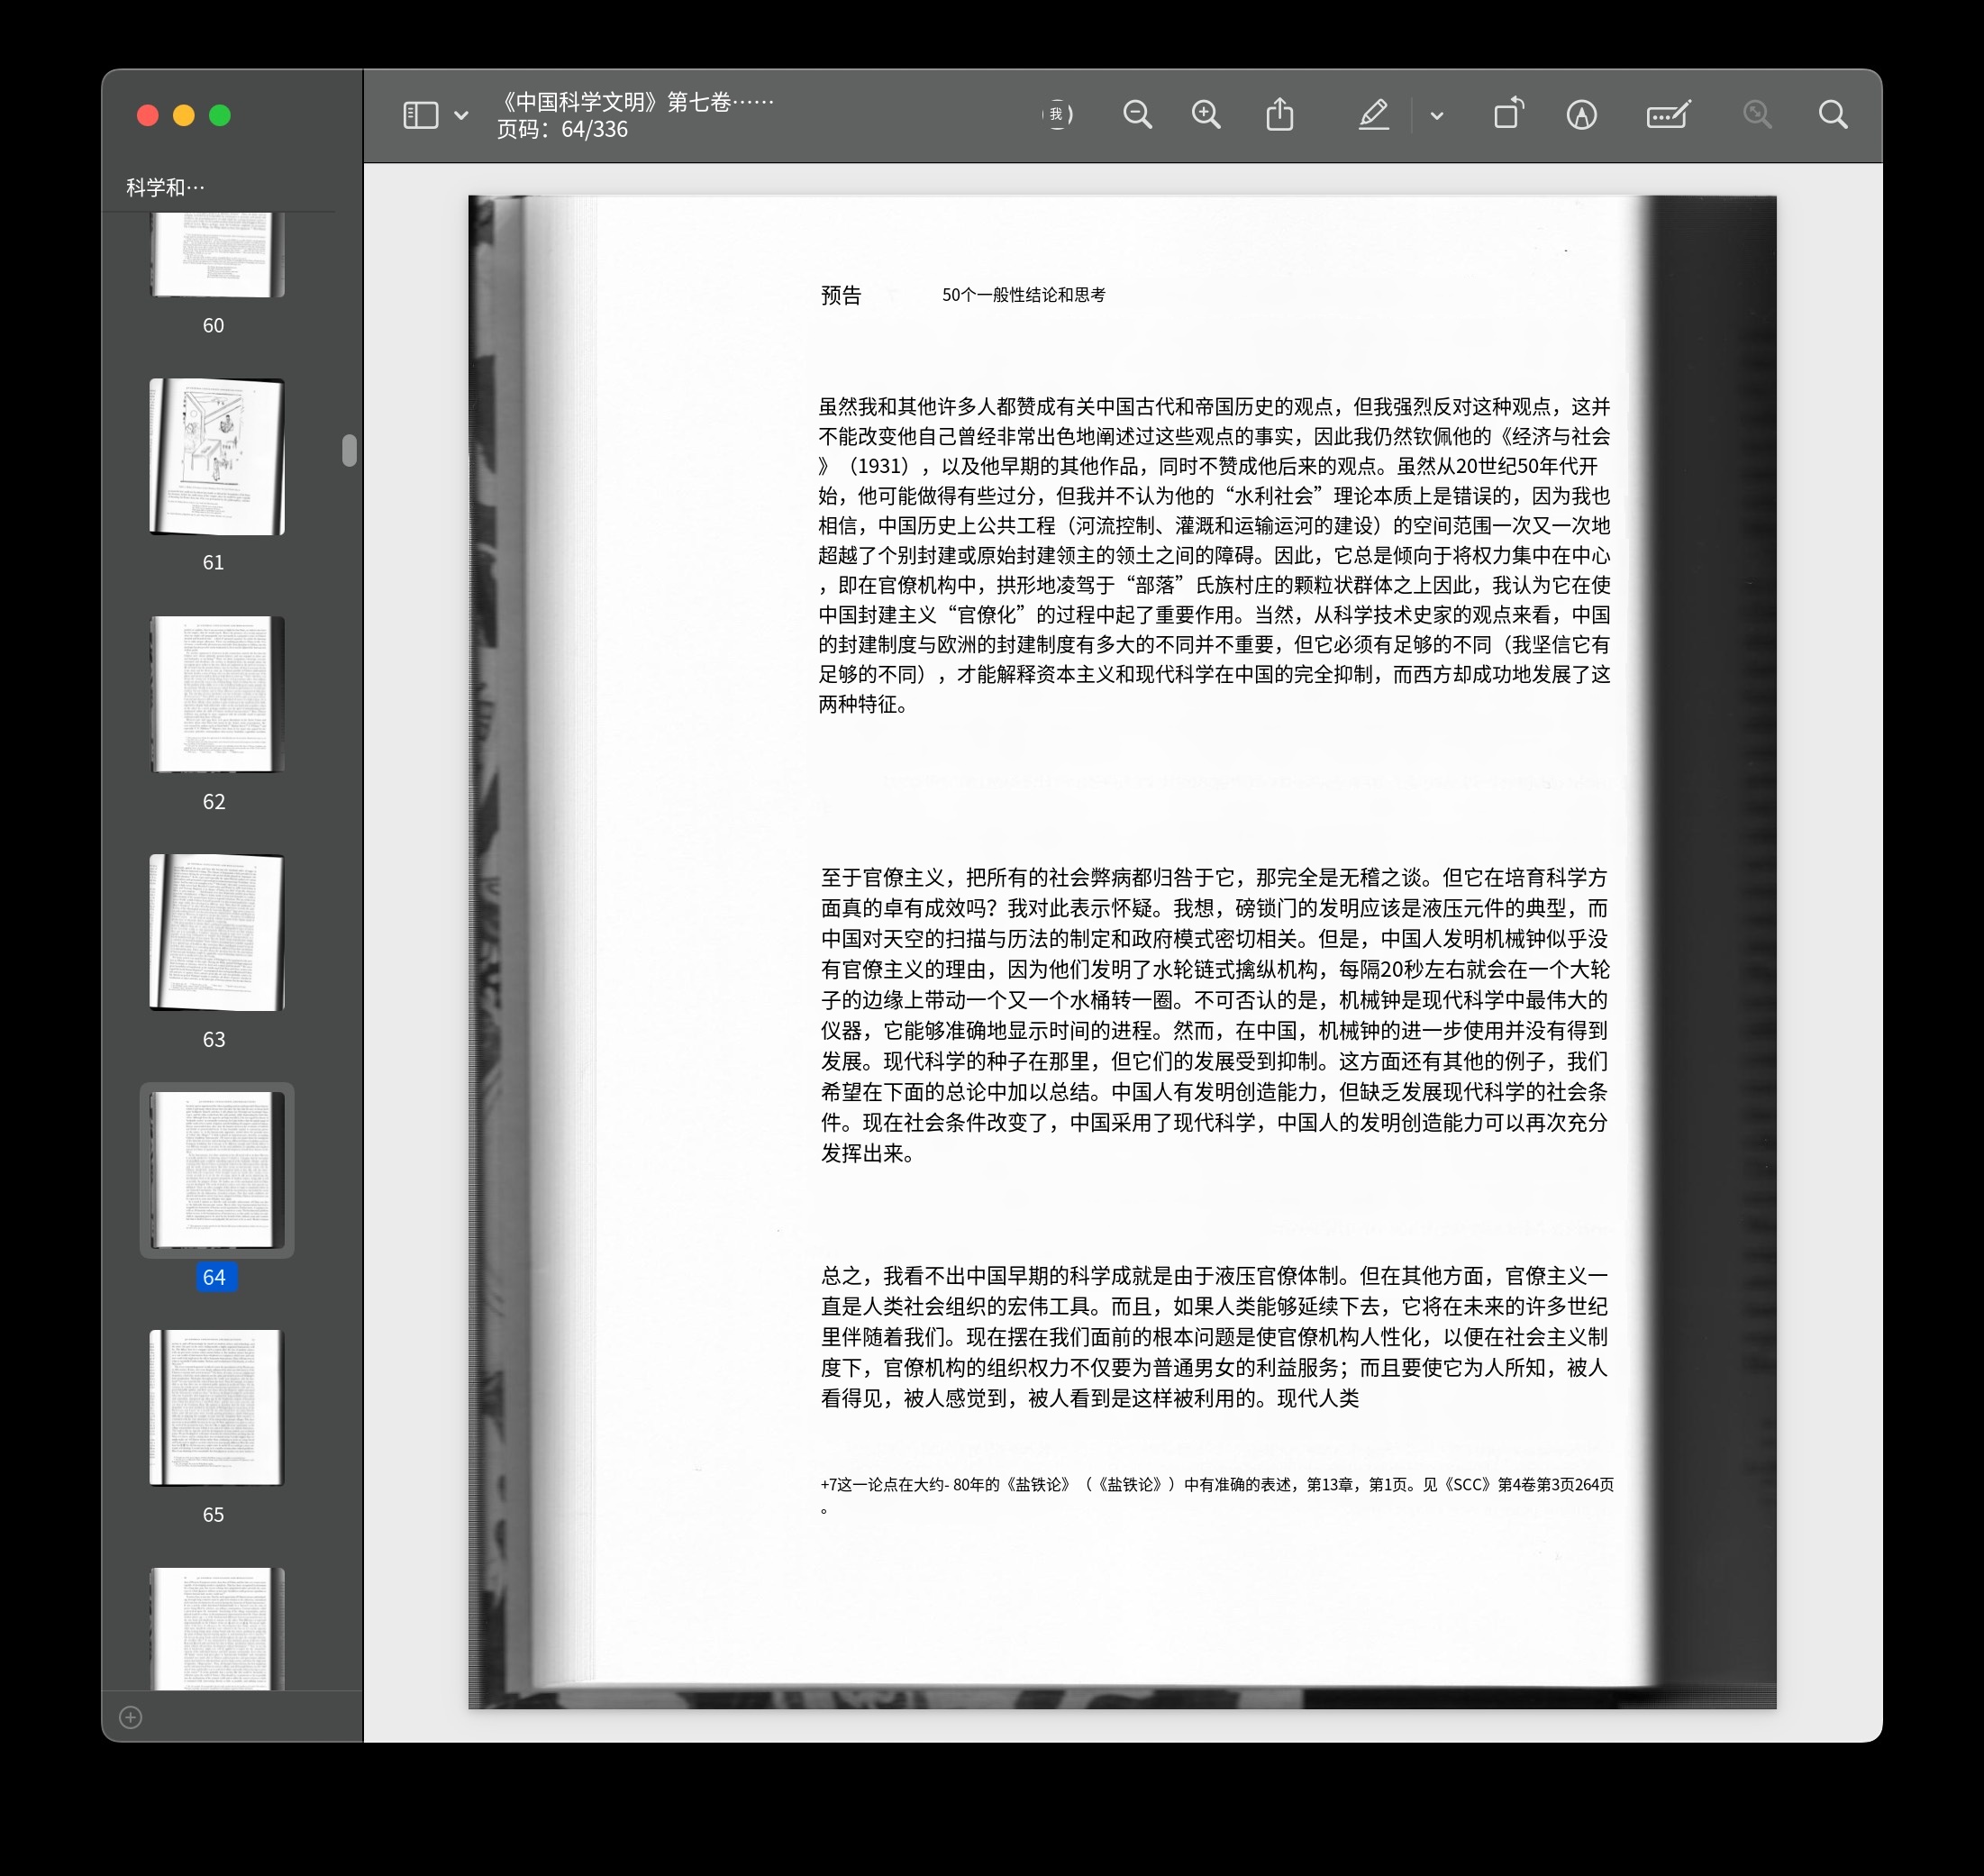 《中国科学文明》第七卷……
页码：64/336
我
科学和…
60
61
62
63
64
65
预告 50个一般性结论和思考
虽然我和其他许多人都赞成有关中国古代和帝国历史的观点，但我强烈反对这种观点，这并
不能改变他自己曾经非常出色地阐述过这些观点的事实，因此我仍然钦佩他的《经济与社会
》（1931），以及他早期的其他作品，同时不赞成他后来的观点。虽然从20世纪50年代开
始，他可能做得有些过分，但我并不认为他的“水利社会”理论本质上是错误的，因为我也
相信，中国历史上公共工程（河流控制、灌溉和运输运河的建设）的空间范围一次又一次地
超越了个别封建或原始封建领主的领土之间的障碍。因此，它总是倾向于将权力集中在中心
，即在官僚机构中，拱形地凌驾于“部落”氏族村庄的颗粒状群体之上因此，我认为它在使
中国封建主义“官僚化”的过程中起了重要作用。当然，从科学技术史家的观点来看，中国
的封建制度与欧洲的封建制度有多大的不同并不重要，但它必须有足够的不同（我坚信它有
足够的不同），才能解释资本主义和现代科学在中国的完全抑制，而西方却成功地发展了这
两种特征。
至于官僚主义，把所有的社会弊病都归咎于它，那完全是无稽之谈。但它在培育科学方
面真的卓有成效吗？我对此表示怀疑。我想，磅锁门的发明应该是液压元件的典型，而
中国对天空的扫描与历法的制定和政府模式密切相关。但是，中国人发明机械钟似乎没
有官僚主义的理由，因为他们发明了水轮链式擒纵机构，每隔20秒左右就会在一个大轮
子的边缘上带动一个又一个水桶转一圈。不可否认的是，机械钟是现代科学中最伟大的
仪器，它能够准确地显示时间的进程。然而，在中国，机械钟的进一步使用并没有得到
发展。现代科学的种子在那里，但它们的发展受到抑制。这方面还有其他的例子，我们
希望在下面的总论中加以总结。中国人有发明创造能力，但缺乏发展现代科学的社会条
件。现在社会条件改变了，中国采用了现代科学，中国人的发明创造能力可以再次充分
发挥出来。
总之，我看不出中国早期的科学成就是由于液压官僚体制。但在其他方面，官僚主义一
直是人类社会组织的宏伟工具。而且，如果人类能够延续下去，它将在未来的许多世纪
里伴随着我们。现在摆在我们面前的根本问题是使官僚机构人性化，以便在社会主义制
度下，官僚机构的组织权力不仅要为普通男女的利益服务；而且要使它为人所知，被人
看得见，被人感觉到，被人看到是这样被利用的。现代人类
+7这一论点在大约- 80年的《盐铁论》（《盐铁论》）中有准确的表述，第13章，第1页。见《SCC》第4卷第3页264页
。